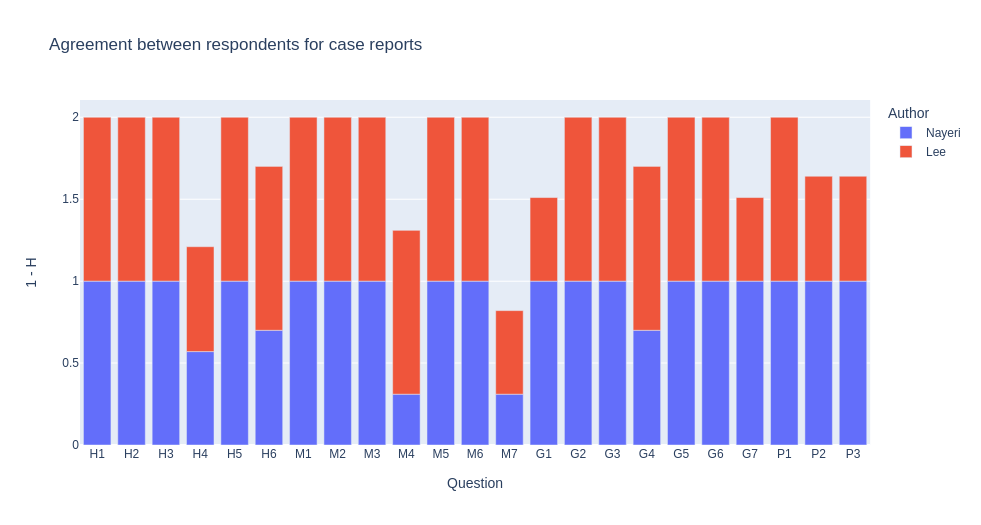 Agreement between respondents for case reports
Author
Nayeri
Lee
2
1.5
1
0.5
0
1 - H
H1 H2 H3 H4 H5 H6 M1 M2 M3 M4 M5 M6 M7 G1 G2 G3 G4 G5 G6 G7 P1 P2 P3
Question